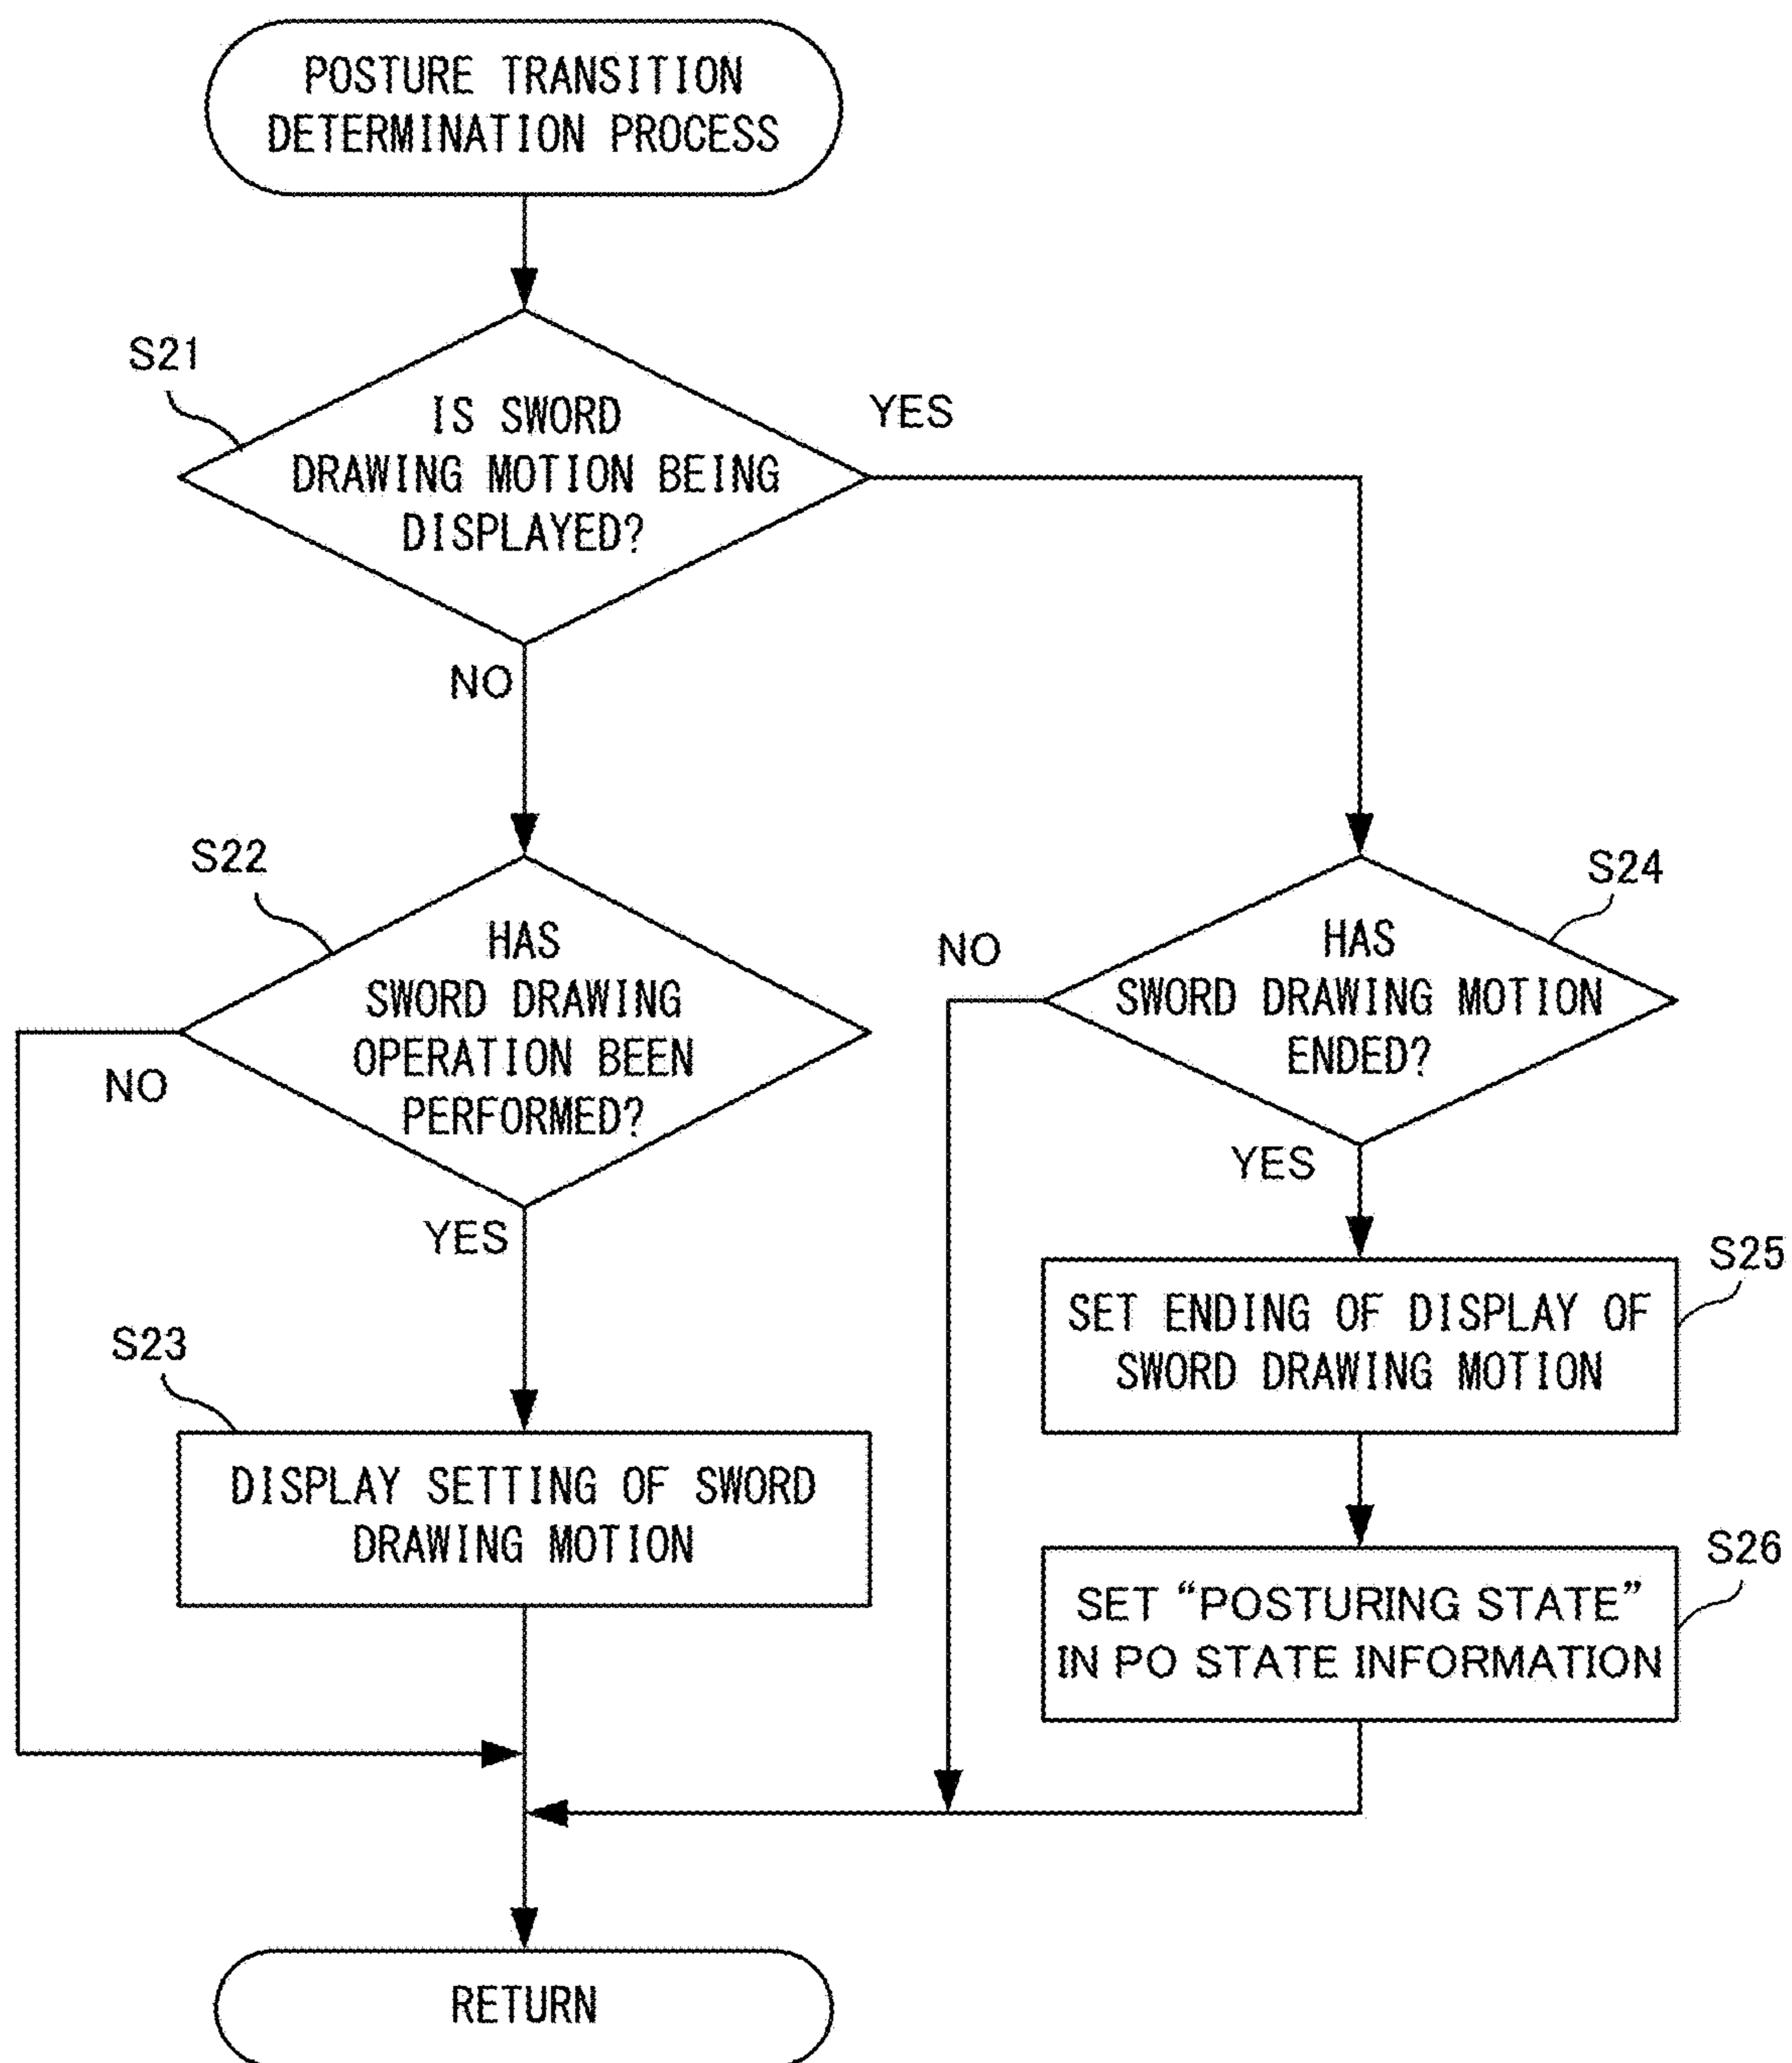 POSTURE TRANSITION
DETERMINATION PROCESS
S21
IS SWORD
DRAWING MOTION BEING
DISPLAYED?
YES
NO
S22
HAS
SWORD DRAWING
OPERATION BEEN
PERFORMED?
NO
YES
S23
DISPLAY SETTING OF SWORD
DRAWING MOTION
S24
HAS
SWORD DRAWING MOTION
ENDED?
NO
YES
S25
SET ENDING OF DISPLAY OF
SWORD DRAWING MOTION
S26
SET “POSTURING STATE”
IN PO STATE INFORMATION
RETURN